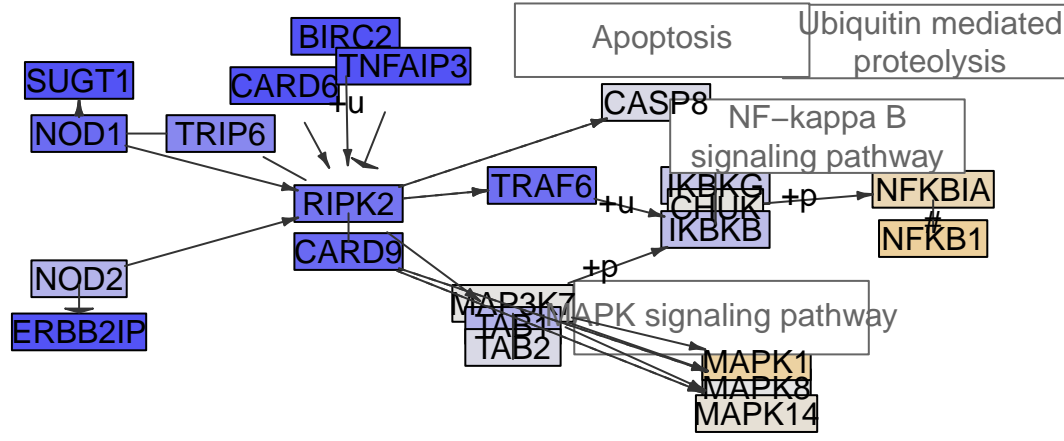 BIRC2
Apoptosis
Ubiquitin mediated
proteolysis
TNFAIP3
SUGT1
CARD6
+u
CASP8
NOD1
TRIP6
NF−kappa B
signaling pathway
RIPK2
TRAF6
+u
IKBKG
CHUK
IKBKB
+p
NFKBIA
#
NFKB1
CARD9
NOD2
+p
ERBB2IP
MAP3K7
TAB1
TAB2
MAPK signaling pathway
MAPK1
MAPK8
MAPK14